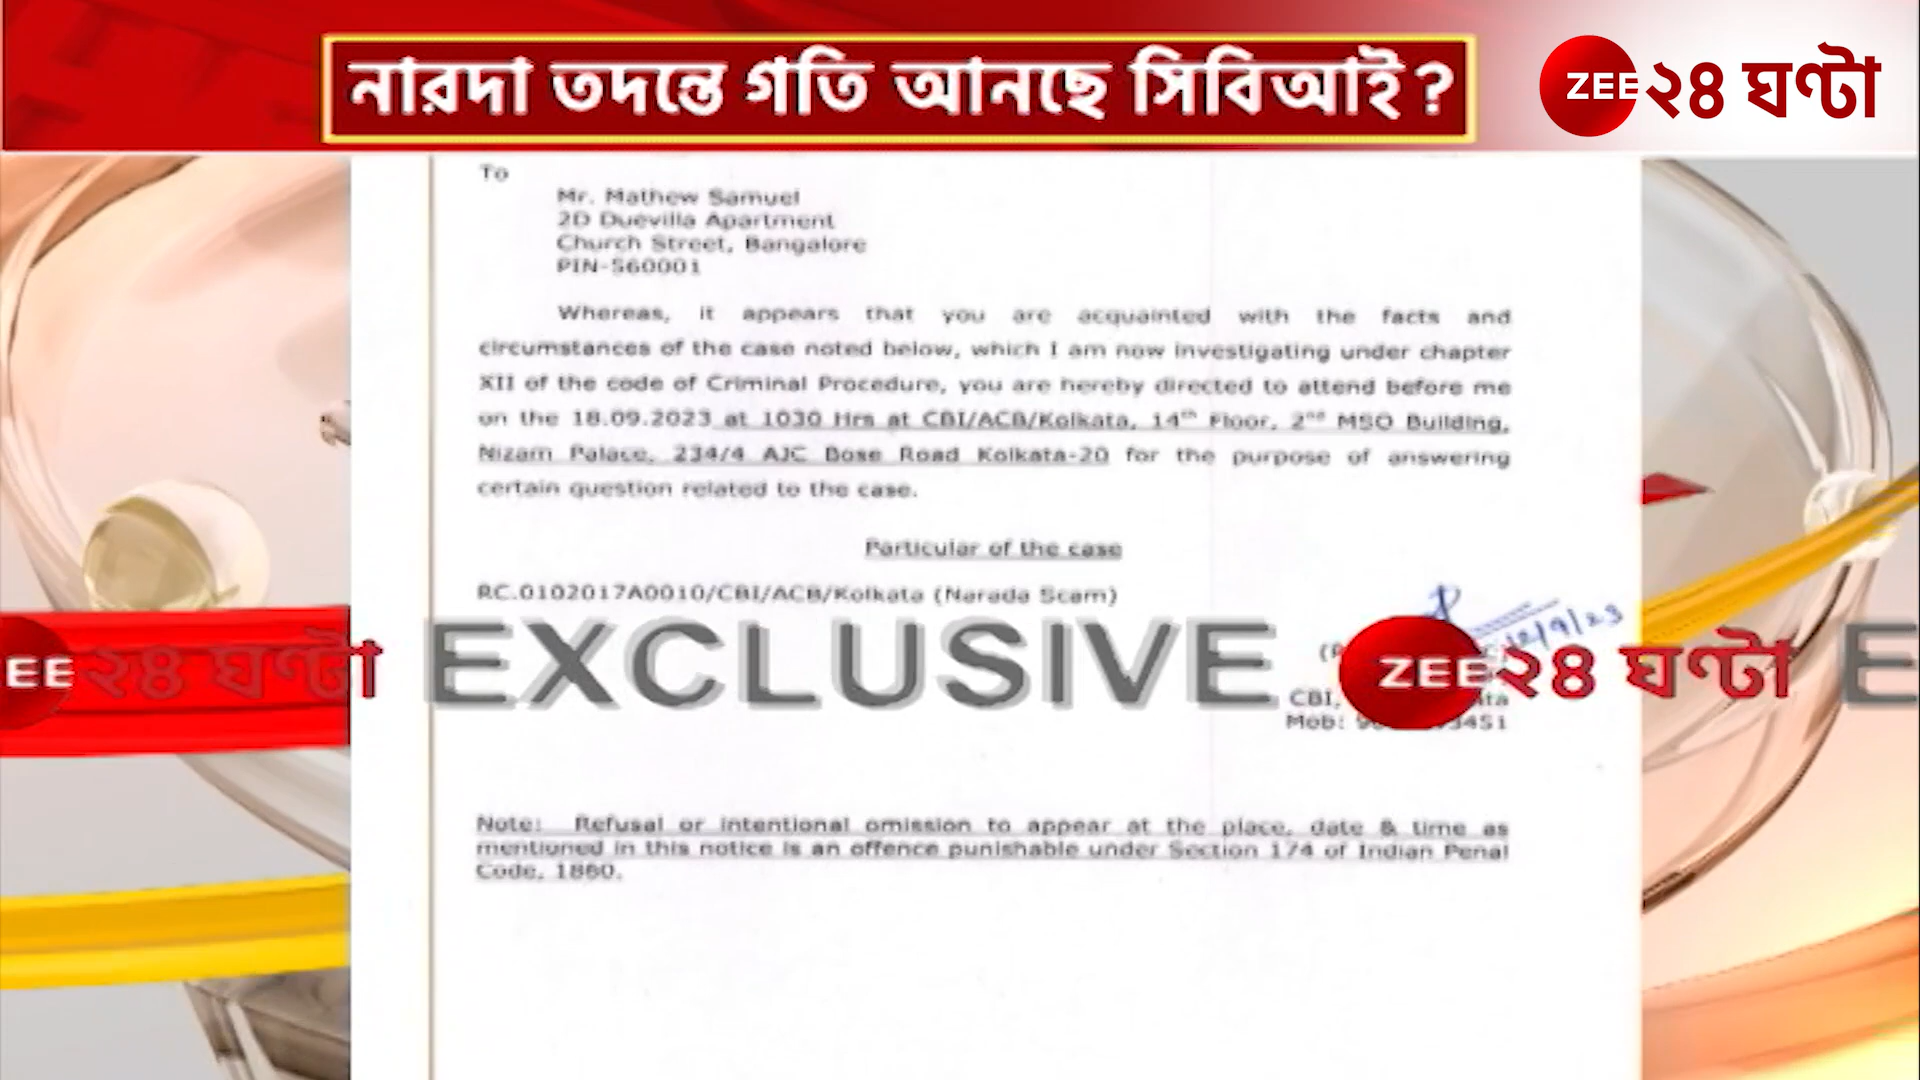 নারদা তদন্তে গতি আনছে সিবিআই ?
ZEE ২৪ ঘণ্টা
To
Mr. Mathew Samuel
2D Duevilla Apartment
Church Street, Bangalore
PIN-560001
Whereas, it appears that you are acquainted with the facts and
circumstances of the case noted below, which I am now investigating under chapter
XII of the code of Criminal Procedure, you are hereby directed to attend before me
on the 18.09.2023 at 1030 Hrs at CBI/ACB/Kolkata, 14th Floor, 2nd MSO Building,
Nizam Palace, 234/4 AJC Bose Road Kolkata-20 for the purpose of answering
certain question related to the case.
Particular of the case
RC.0102017A0010/CBI/ACB/Kolkata (Narada Scam)
ZEE ২৪ ঘণ্টা EXCLUSIVE ZEE ২৪ ঘণ্টা E
CBI,
Mob:
Note: Refusal or intentional omission to appear at the place, date & time as
mentioned in this notice is an offence punishable under Section 174 of Indian Penal
Code, 1860.